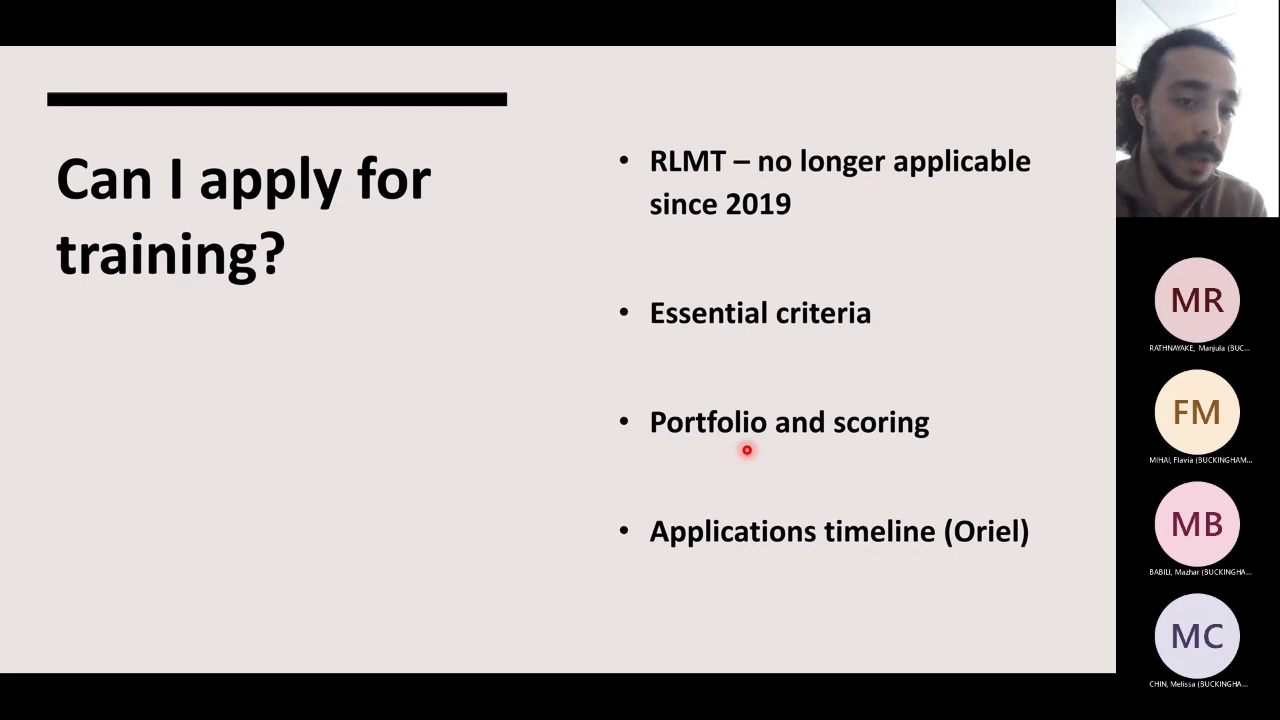 Can I apply for
training?
• RLMT – no longer applicable
since 2019
• Essential criteria
• Portfolio and scoring
• Applications timeline (Oriel)
MR
RATHNAYAKE, Manjula (BUC...
FM
MIHAI, Flavia (BUCKINGHAM...
MB
BABILI, Mazhar (BUCKINGHA...
MC
CHIN, Melissa (BUCKINGHA...